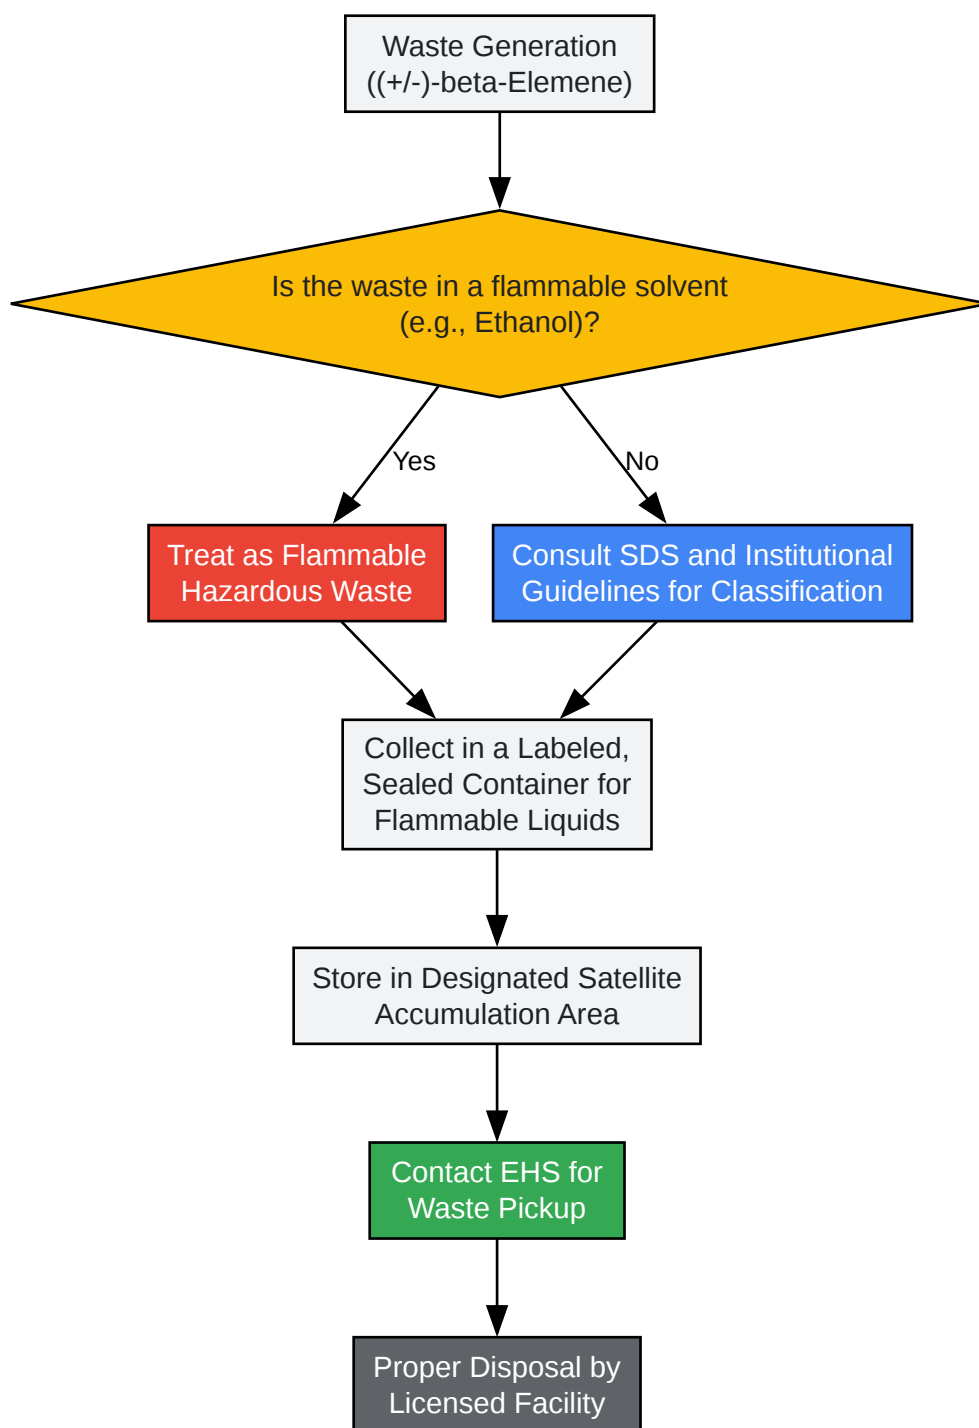 Waste Generation
((+/-)-beta-Elemene)
Is the waste in a flammable solvent
(e.g., Ethanol)?
Yes
No
Treat as Flammable
Hazardous Waste
Consult SDS and Institutional
Guidelines for Classification
Collect in a Labeled,
Sealed Container for
Flammable Liquids
Store in Designated Satellite
Accumulation Area
Contact EHS for
Waste Pickup
Proper Disposal by
Licensed Facility